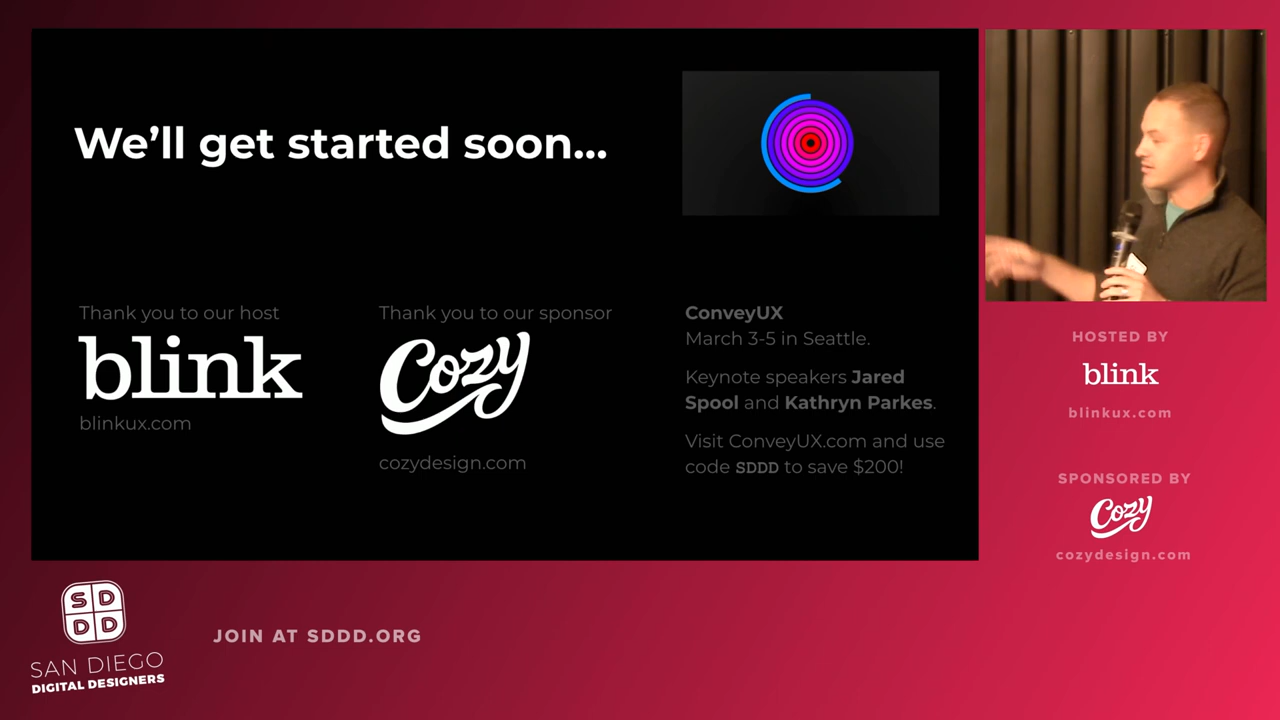 We'll get started soon...
Thank you to our host
blink
blinkux.com
Thank you to our sponsor
Cozy
cozydesign.com
ConveyUX
March 3-5 in Seattle.
Keynote speakers Jared
Spool and Kathryn Parkes.
Visit ConveyUX.com and use
code SDDD to save $200!
HOSTED BY
blink
blinkux.com
SPONSORED BY
Cozy
cozydesign.com
SD
DD
SAN DIEGO
DIGITAL DESIGNERS
JOIN AT SDDD.ORG